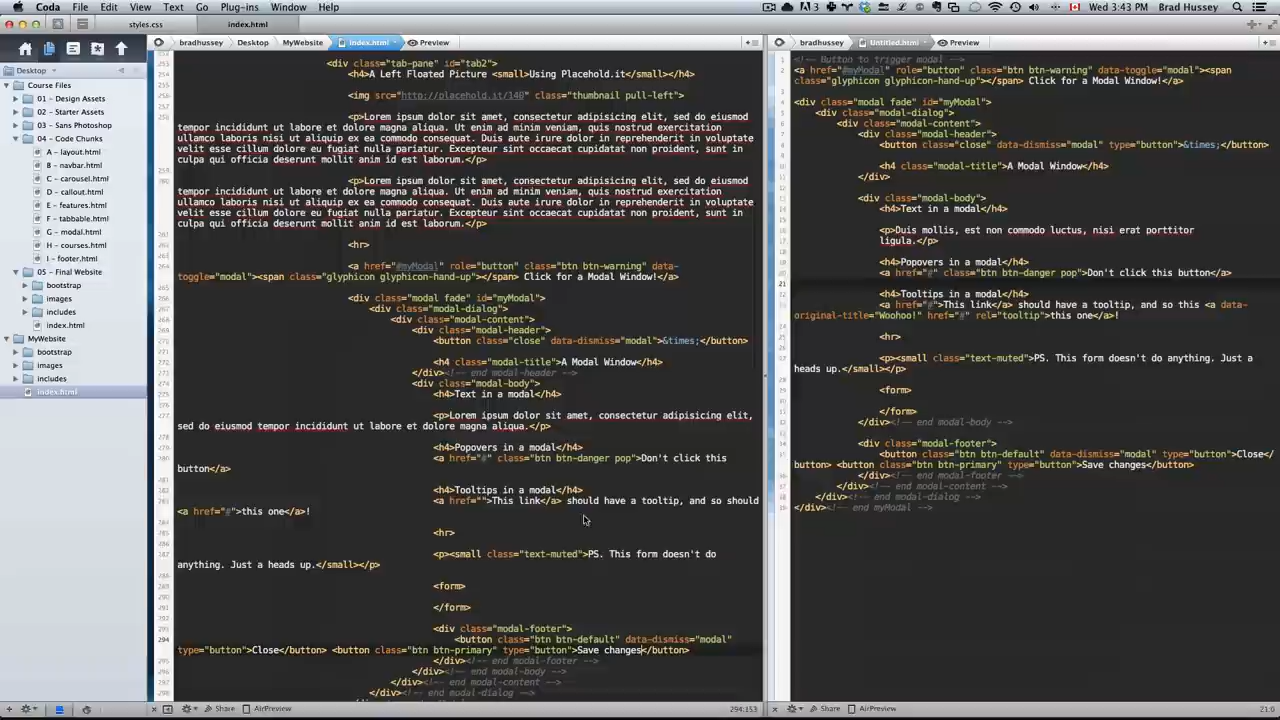 Coda File Edit View Text Go Plug-ins Window Help
3 Wed 3:43 PM Brad Hussey
styles.css index.html
bradhussey Desktop MyWebsite index.html Preview
bradhussey Untitled.html Preview
Desktop
Course Files
01 - Design Assets
02 - Starter Assets
03 - Sans Photoshop
04 - Code Chunks
A - layout.html
B - navbar.html
C - carousel.html
D - callout.html
E - features.html
F - tabbable.html
G - modal.html
H - courses.html
I - footer.html
05 - Final Website
bootstrap
images
includes
index.html
MyWebsite
bootstrap
images
includes
index.html
<div class="tab-pane" id="tab2">
<h4>A Left Floated Picture <small>Using Placehold.it</small></h4>
<img src="http://placehold.it/140" class="thumbnail pull-left">
<p>Lorem ipsum dolor sit amet, consectetur adipisicing elit, sed do eiusmod
tempor incididunt ut labore et dolore magna aliqua. Ut enim ad minim veniam, quis nostrud exercitation
ullamco laboris nisi ut aliquip ex ea commodo consequat. Duis aute irure dolor in reprehenderit in voluptate
velit esse cillum dolore eu fugiat nulla pariatur. Excepteur sint occaecat cupidatat non proident, sunt in
culpa qui officia deserunt mollit anim id est laborum.</p>
<p>Lorem ipsum dolor sit amet, consectetur adipisicing elit, sed do eiusmod
tempor incididunt ut labore et dolore magna aliqua. Ut enim ad minim veniam, quis nostrud exercitation
ullamco laboris nisi ut aliquip ex ea commodo consequat. Duis aute irure dolor in reprehenderit in voluptate
velit esse cillum dolore eu fugiat nulla pariatur. Excepteur sint occaecat cupidatat non proident, sunt in
culpa qui officia deserunt mollit anim id est laborum.</p>
<hr>
<a href="#myModal" role="button" class="btn btn-warning" data-
toggle="modal"><span class="glyphicon glyphicon-hand-up"></span> Click for a Modal Window!</a>
<div class="modal fade" id="myModal">
<div class="modal-dialog">
<div class="modal-content">
<div class="modal-header">
<button class="close" data-dismiss="modal">&times;</button>
<h4 class="modal-title">A Modal Window</h4>
</div><!-- end modal-header -->
<div class="modal-body">
<h4>Text in a modal</h4>
<p>Lorem ipsum dolor sit amet, consectetur adipisicing elit,
sed do eiusmod tempor incididunt ut labore et dolore magna aliqua.</p>
<h4>Popovers in a modal</h4>
<a href="#" class="btn btn-danger pop">Don't click this
button</a>
<h4>Tooltips in a modal</h4>
<a href="">This link</a> should have a tooltip, and so should
<a href="#">this one</a>!
<hr>
<p><small class="text-muted">PS. This form doesn't do
anything. Just a heads up.</small></p>
<form>
</form>
<div class="modal-footer">
294 <button class="btn btn-default" data-dismiss="modal"
type="button">Close</button> <button class="btn btn-primary" type="button">Save changes</button>
</div><!-- end modal-footer -->
</div><!-- end modal-body -->
</div><!-- end modal-content -->
</div><!-- end modal-dialog -->
<!-- Button to trigger modal -->
<a href="#myModal" role="button" class="btn btn-warning" data-toggle="modal"><span
class="glyphicon glyphicon-hand-up"></span> Click for a Modal Window!</a>
<div class="modal fade" id="myModal">
<div class="modal-dialog">
<div class="modal-content">
<div class="modal-header">
<button class="close" data-dismiss="modal" type="button">&times;</button>
<h4 class="modal-title">A Modal Window</h4>
</div>
<div class="modal-body">
<h4>Text in a modal</h4>
<p>Duis mollis, est non commodo luctus, nisi erat porttitor
ligula.</p>
<h4>Popovers in a modal</h4>
<a href="#" class="btn btn-danger pop">Don't click this button</a>
21
<h4>Tooltips in a modal</h4>
<a href="#">This link</a> should have a tooltip, and so this <a data-
original-title="Woohoo!" href="#" rel="tooltip">this one</a>!
<hr>
<p><small class="text-muted">PS. This form doesn't do anything. Just a
heads up.</small></p>
<form>
</form>
</div><!-- end modal-body -->
<div class="modal-footer">
<button class="btn btn-default" data-dismiss="modal" type="button">Close</
button> <button class="btn btn-primary" type="button">Save changes</button>
</div><!-- end modal-footer -->
</div><!-- end modal-content -->
</div><!-- end modal-dialog -->
</div><!-- end myModal -->
Share AirPreview 294:153
Share AirPreview 21:0